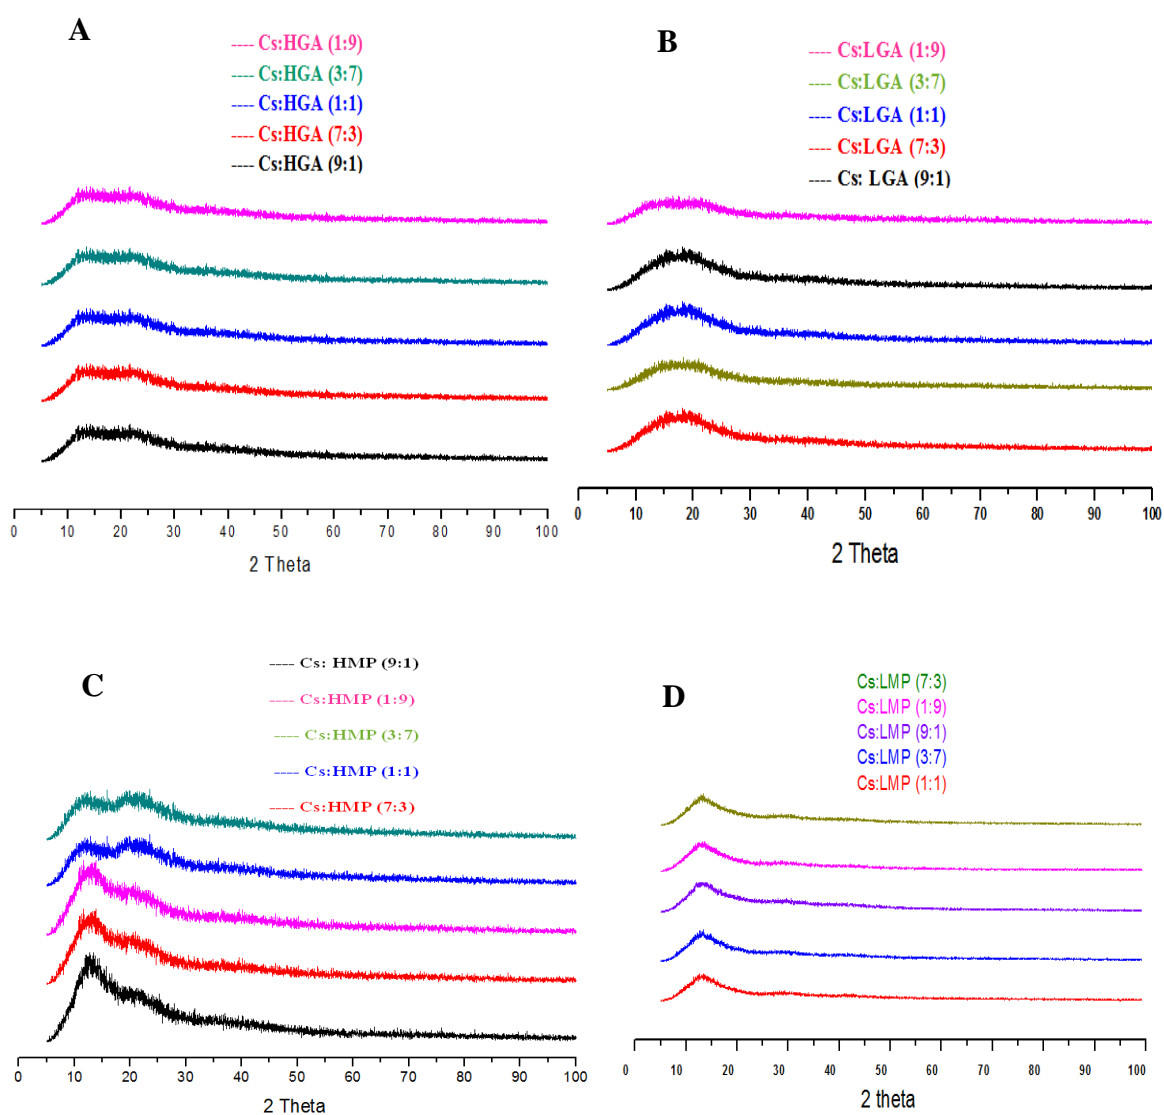 A
---- Cs:HGA (1:9)
---- Cs:HGA (3:7)
---- Cs:HGA (1:1)
---- Cs:HGA (7:3)
---- Cs:HGA (9:1)
0 10 20 30 40 50 60 70 80 90 100
2 Theta
B
---- Cs:LGA (1:9)
---- Cs:LGA (3:7)
---- Cs:LGA (1:1)
---- Cs:LGA (7:3)
---- Cs: LGA (9:1)
0 10 20 30 40 50 60 70 80 90 100
2 Theta
C
---- Cs: HMP (9:1)
---- Cs:HMP (1:9)
---- Cs:HMP (3:7)
---- Cs:HMP (1:1)
---- Cs:HMP (7:3)
0 10 20 30 40 50 60 70 80 90 100
2 Theta
D
Cs:LMP (7:3)
Cs:LMP (1:9)
Cs:LMP (9:1)
Cs:LMP (3:7)
Cs:LMP (1:1)
0 10 20 30 40 50 60 70 80 90 100
2 theta